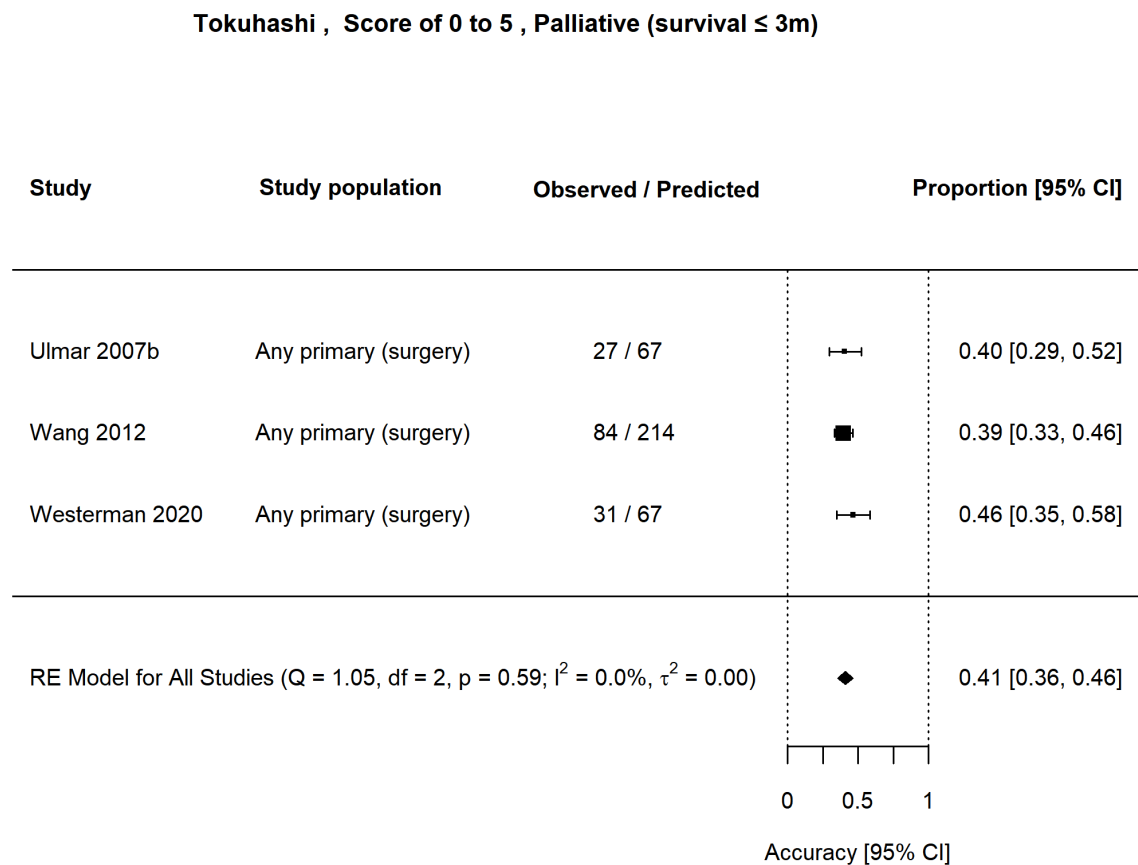 Tokuhashi ,  Score of 0 to 5 , Palliative (survival ≤ 3m)
Study Study population Observed / Predicted Proportion [95% CI]
Ulmar 2007b Any primary (surgery) 27 / 67 0.40 [0.29, 0.52]
Wang 2012 Any primary (surgery) 84 / 214 0.39 [0.33, 0.46]
Westerman 2020 Any primary (surgery) 31 / 67 0.46 [0.35, 0.58]
RE Model for All Studies (Q = 1.05, df = 2, p = 0.59; I² = 0.0%, τ² = 0.00) 0.41 [0.36, 0.46]
0 0.5 1
Accuracy [95% CI]